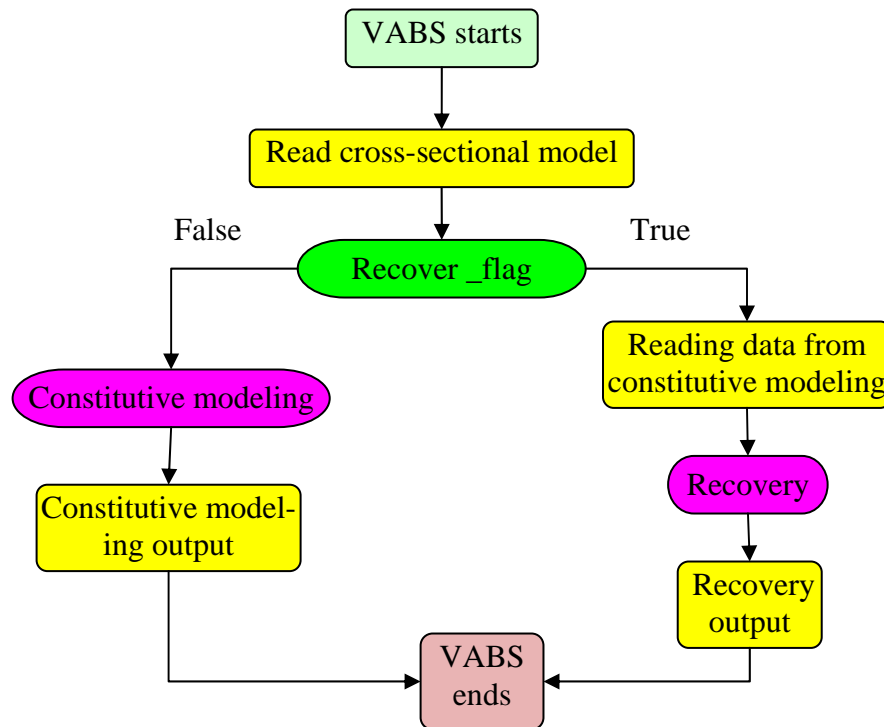 VABS starts
Read cross-sectional model
False
True
Recover _flag
Reading data from
constitutive modeling
Constitutive modeling
Recovery
Constitutive model-
ing output
Recovery
output
VABS
ends